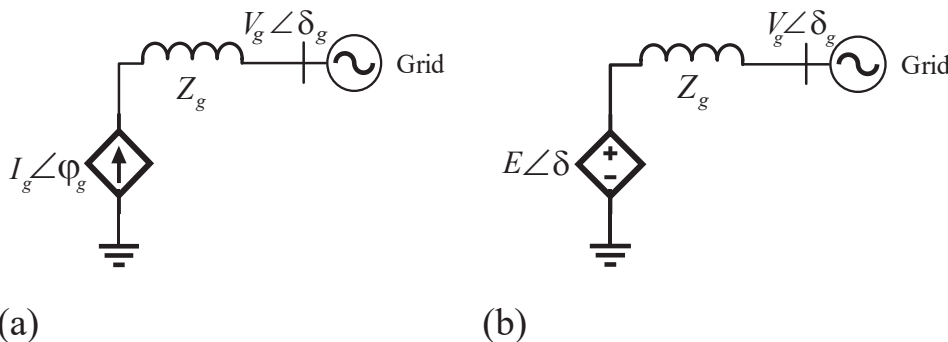 V_g∠δ_g
Grid
Z_g
I_g∠φ_g
(a)
V_g∠δ_g
Grid
Z_g
+
E∠δ
−
(b)